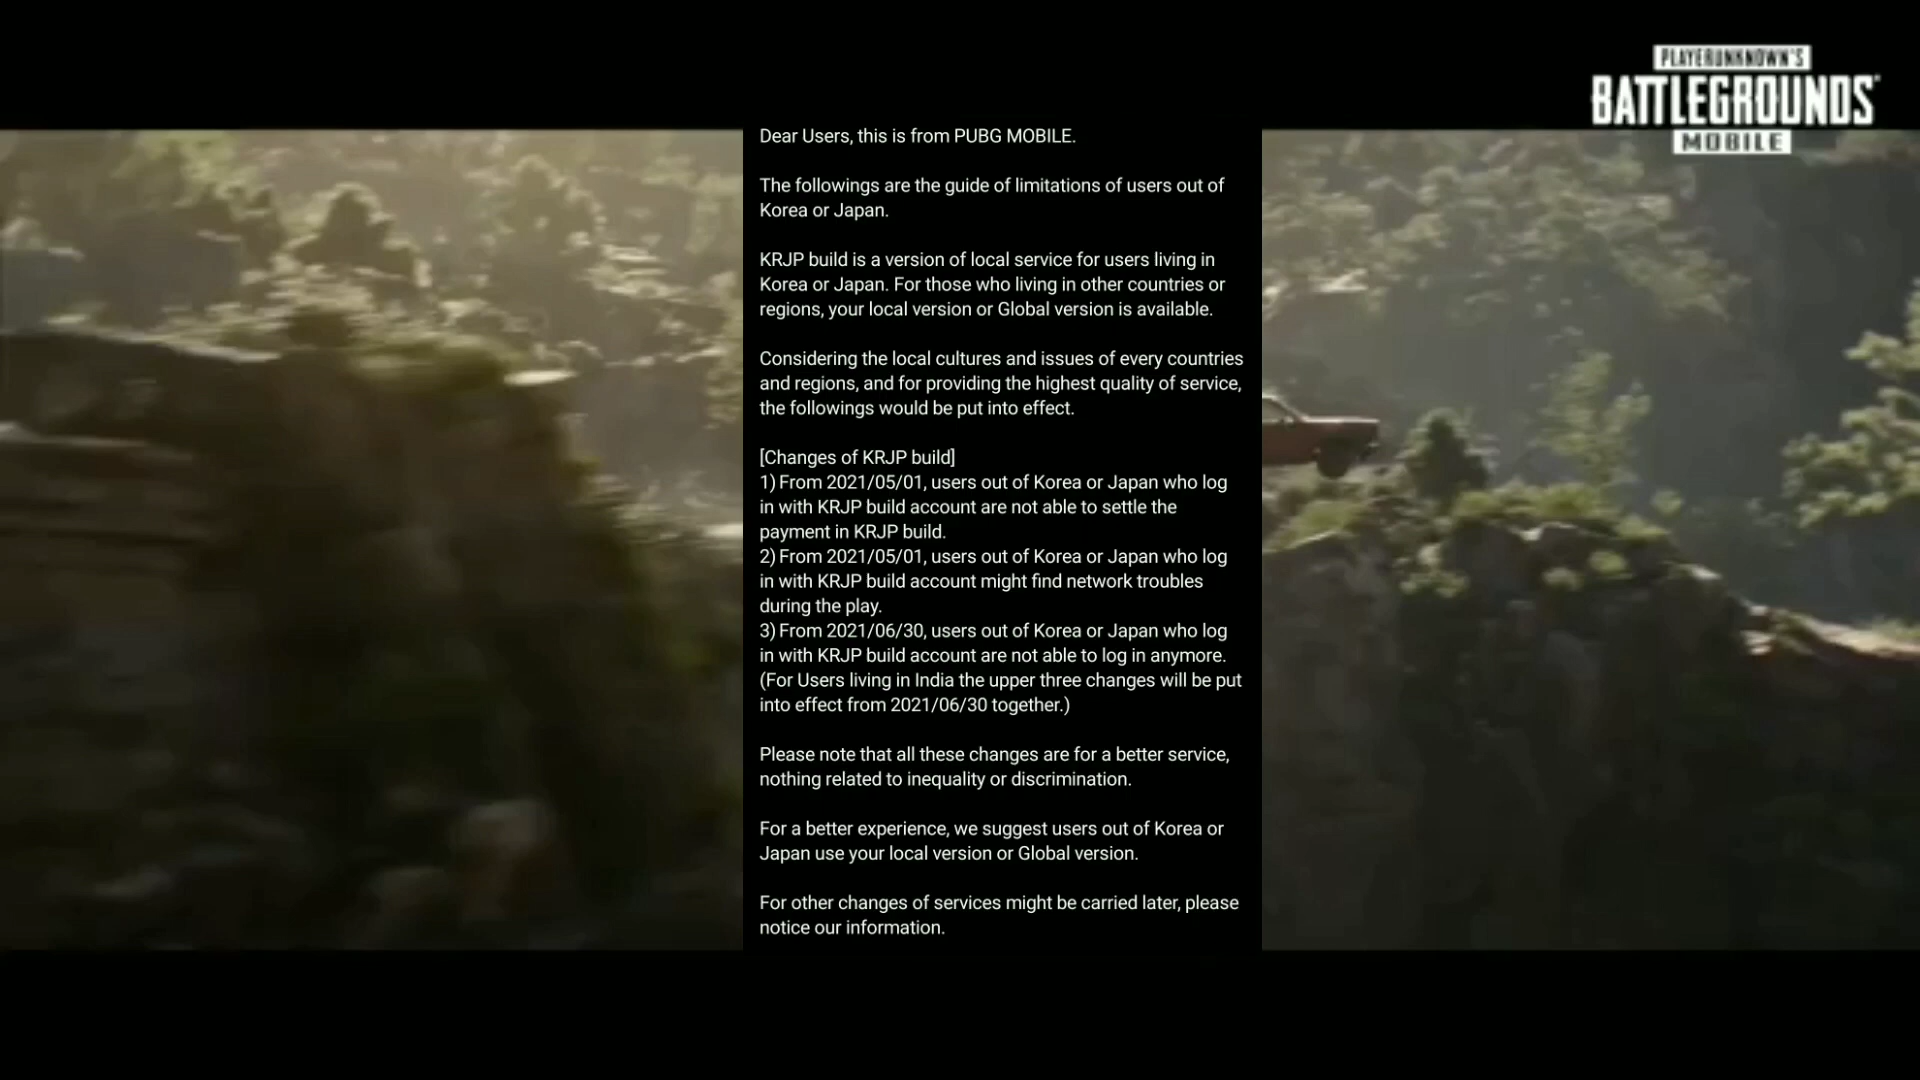 PLAYERUNKNOWN'S
BATTLEGROUNDS
MOBILE
Dear Users, this is from PUBG MOBILE.
The followings are the guide of limitations of users out of
Korea or Japan.
KRJP build is a version of local service for users living in
Korea or Japan. For those who living in other countries or
regions, your local version or Global version is available.
Considering the local cultures and issues of every countries
and regions, and for providing the highest quality of service,
the followings would be put into effect.
[Changes of KRJP build]
1) From 2021/05/01, users out of Korea or Japan who log
in with KRJP build account are not able to settle the
payment in KRJP build.
2) From 2021/05/01, users out of Korea or Japan who log
in with KRJP build account might find network troubles
during the play.
3) From 2021/06/30, users out of Korea or Japan who log
in with KRJP build account are not able to log in anymore.
(For Users living in India the upper three changes will be put
into effect from 2021/06/30 together.)
Please note that all these changes are for a better service,
nothing related to inequality or discrimination.
For a better experience, we suggest users out of Korea or
Japan use your local version or Global version.
For other changes of services might be carried later, please
notice our information.